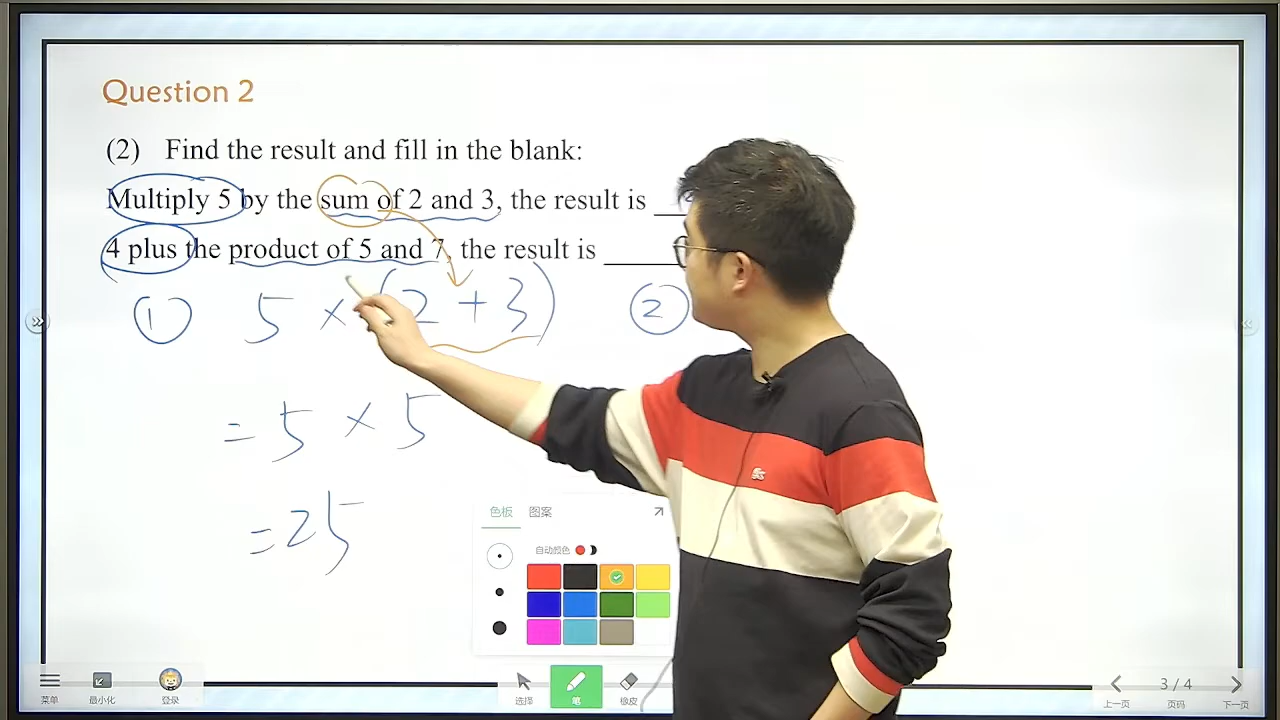 Question 2
(2) Find the result and fill in the blank:
Multiply 5 by the sum of 2 and 3, the result is ___
4 plus the product of 5 and 7, the result is _____
① 5 × (2 + 3) ②
= 5 × 5
= 25
色板 图案
自动颜色
菜单 最小化 登录 选择 笔 橡皮 上一页 3 / 4 页码 下一页